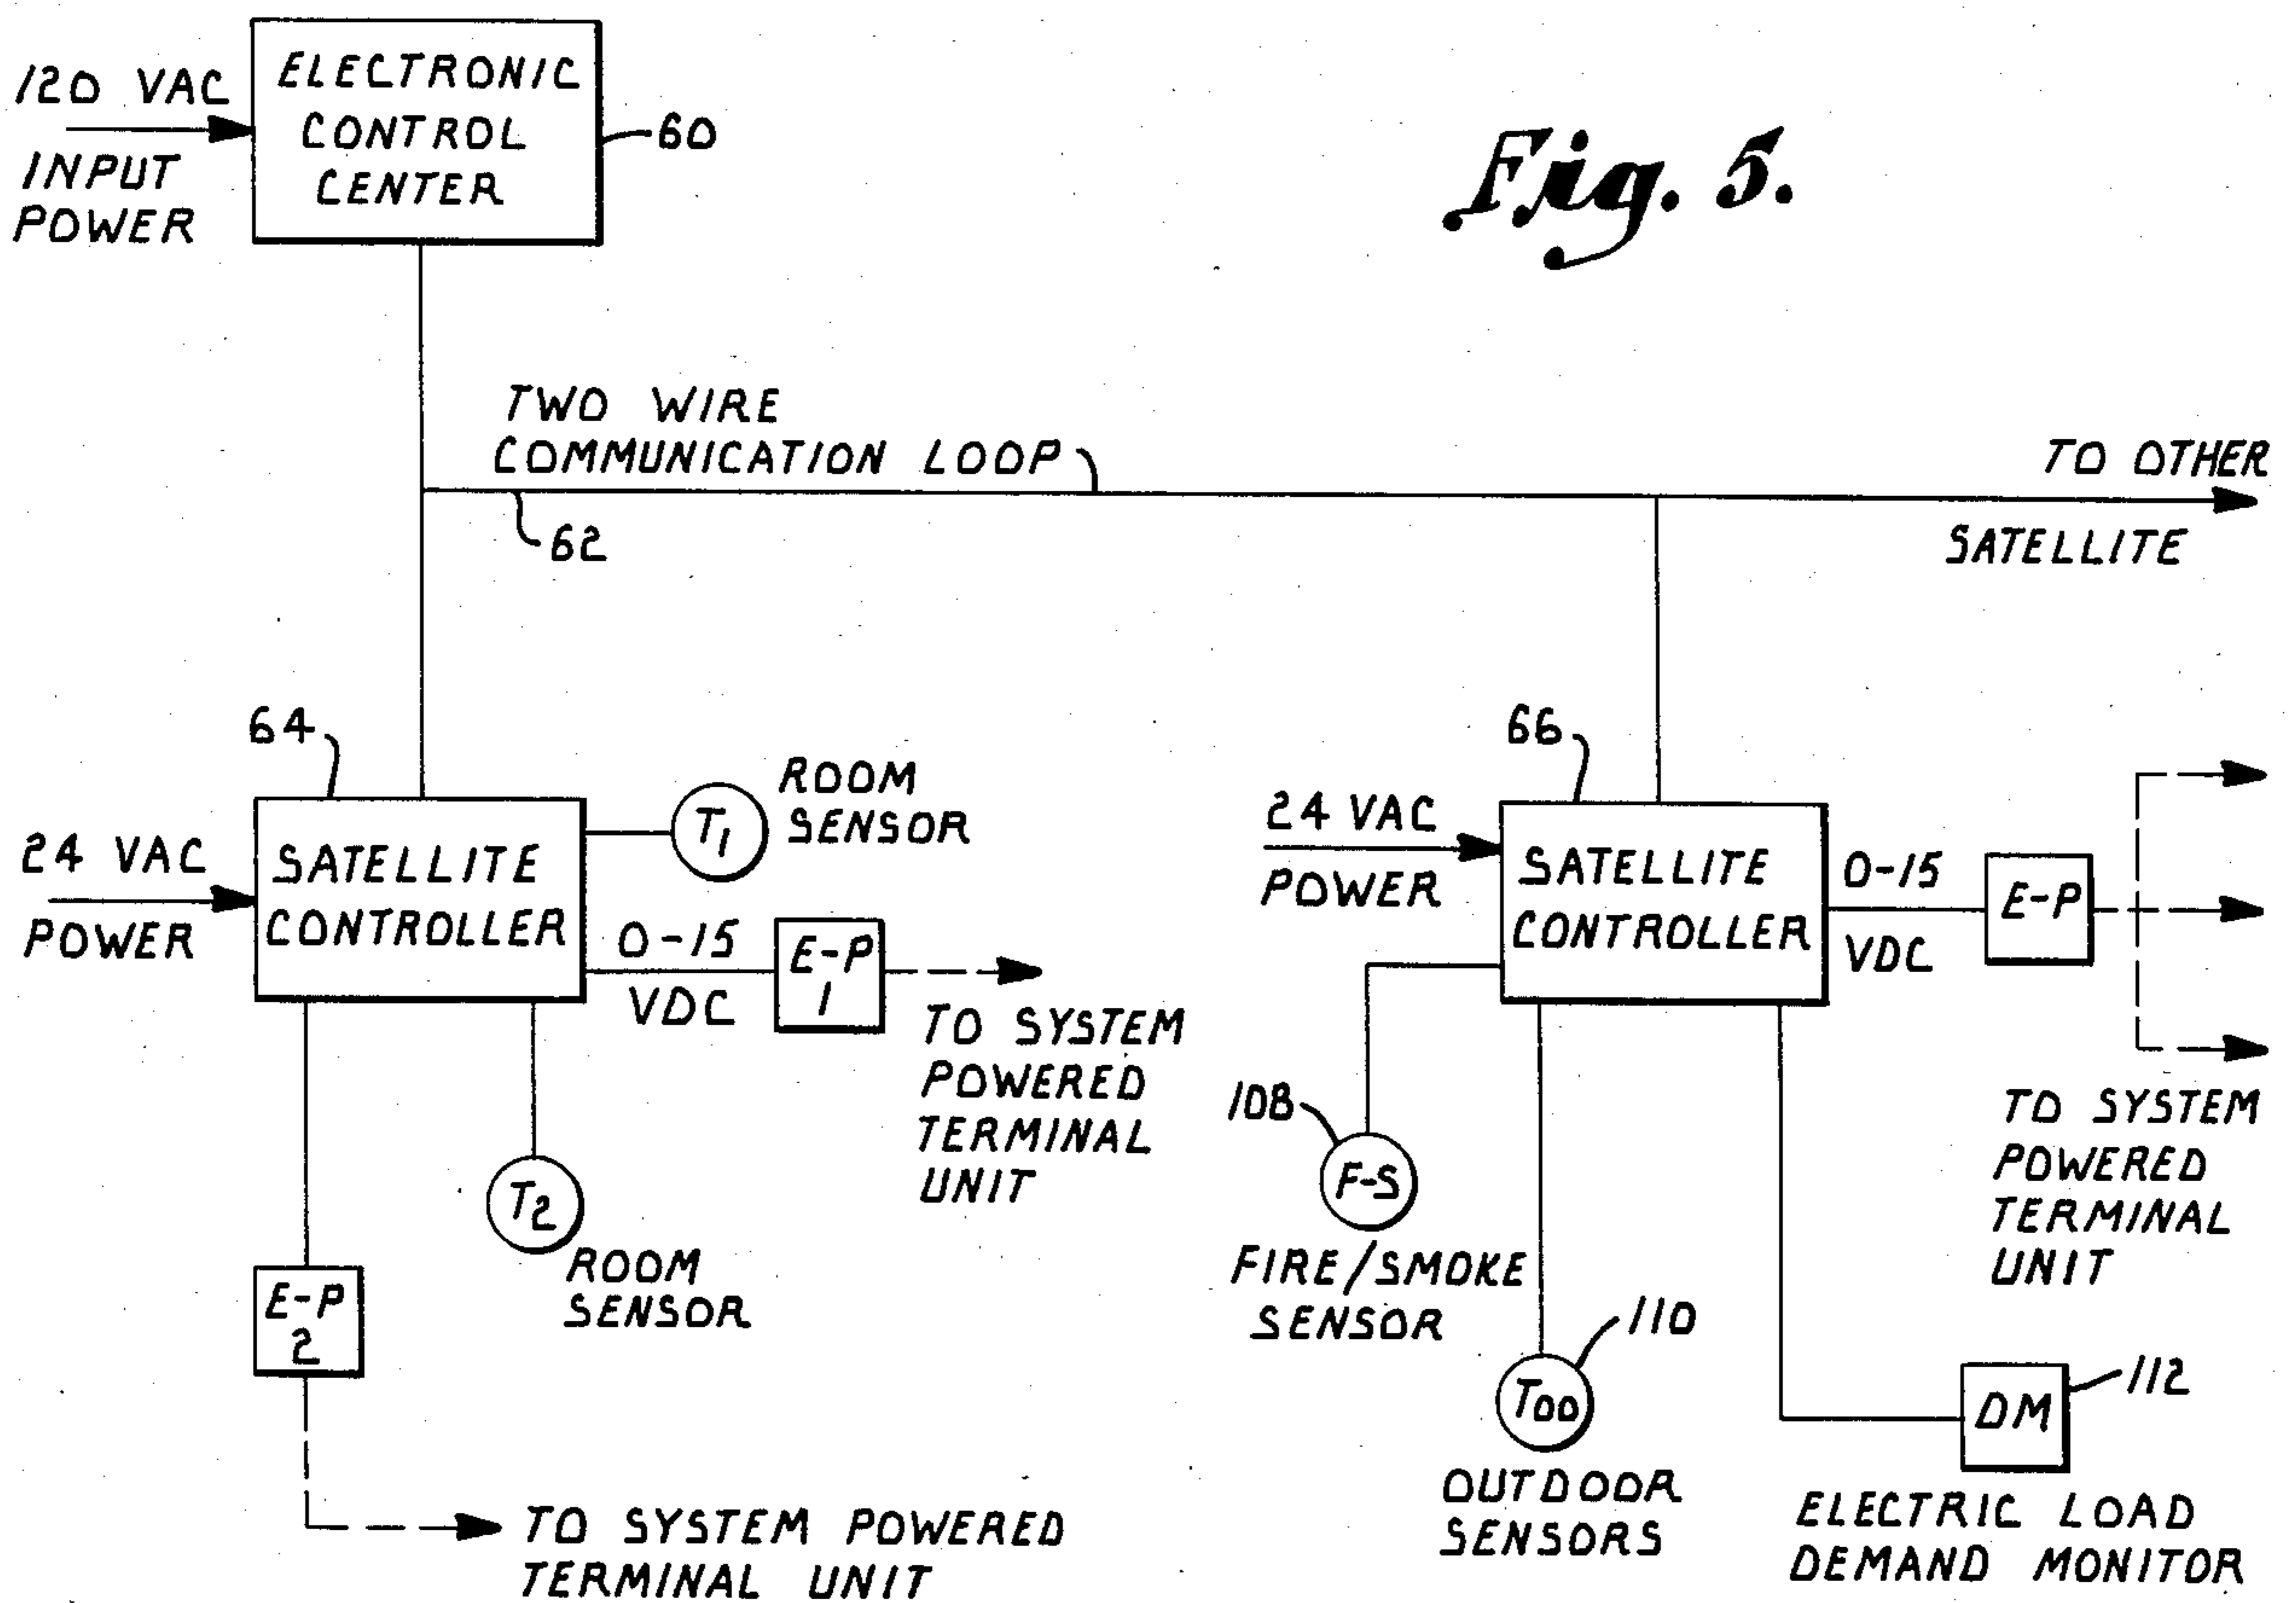 120 VAC
INPUT
POWER
ELECTRONIC
CONTROL
CENTER
60
Fig. 5.
TWO WIRE
COMMUNICATION LOOP
62
TO OTHER
SATELLITE
64
24 VAC
POWER
SATELLITE
CONTROLLER
T1
ROOM
SENSOR
0-15
VDC
E-P
1
TO SYSTEM
POWERED
TERMINAL
UNIT
T2
ROOM
SENSOR
E-P
2
TO SYSTEM POWERED
TERMINAL UNIT
66
24 VAC
POWER
SATELLITE
CONTROLLER
0-15
VDC
E-P
TO SYSTEM
POWERED
TERMINAL
UNIT
108
F-S
FIRE/SMOKE
SENSOR
110
TOO
OUTDOOR
SENSORS
112
DM
ELECTRIC LOAD
DEMAND MONITOR